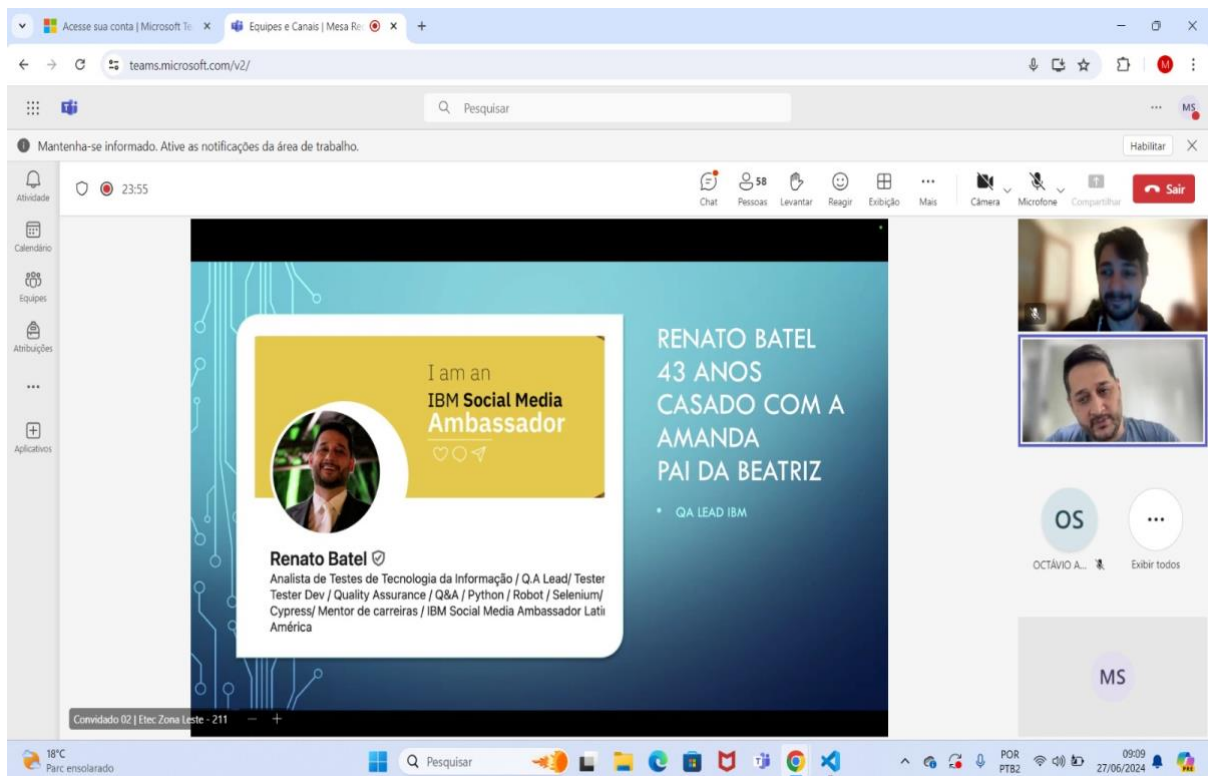 Acesse sua conta | Microsoft Te
Equipes e Canais | Mesa Re
teams.microsoft.com/v2/
M
Pesquisar
MS
Mantenha-se informado. Ative as notificações da área de trabalho.
Habilitar
Atividade
Calendário
Equipes
Atribuições
Aplicativos
23:55
Chat
58
Pessoas
Levantar
Reagir
Exibição
Mais
Câmera
Microfone
Compartilhar
Sair
I am an
IBM Social Media
Ambassador
Renato Batel
Analista de Testes de Tecnologia da Informação / Q.A Lead/ Tester
Tester Dev / Quality Assurance / Q&A / Python / Robot / Selenium/
Cypress/ Mentor de carreiras / IBM Social Media Ambassador Lati
América
RENATO BATEL
43 ANOS
CASADO COM A
AMANDA
PAI DA BEATRIZ
• QA LEAD IBM
Convidado 02 | Etec Zona Leste - 211
OS
OCTÁVIO A...
Exibir todos
MS
18°C
Parc ensolarado
Pesquisar
POR
PTB2
09:09
27/06/2024